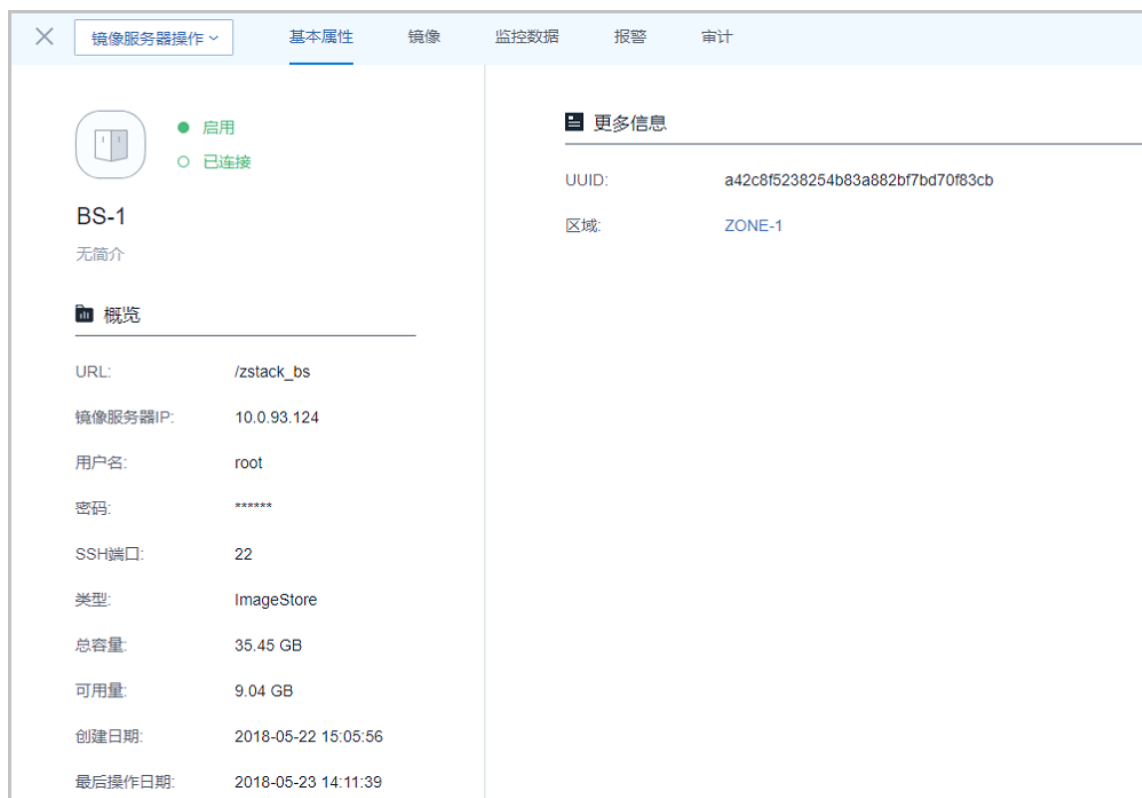 镜像服务器操作 基本属性 镜像 监控数据 报警 审计
启用
已连接
BS-1
无简介
概览
URL: /zstack_bs
镜像服务器IP: 10.0.93.124
用户名: root
密码: ******
SSH端口: 22
类型: ImageStore
总容量: 35.45 GB
可用量: 9.04 GB
创建日期: 2018-05-22 15:05:56
最后操作日期: 2018-05-23 14:11:39
更多信息
UUID: a42c8f5238254b83a882bf7bd70f83cb
区域: ZONE-1